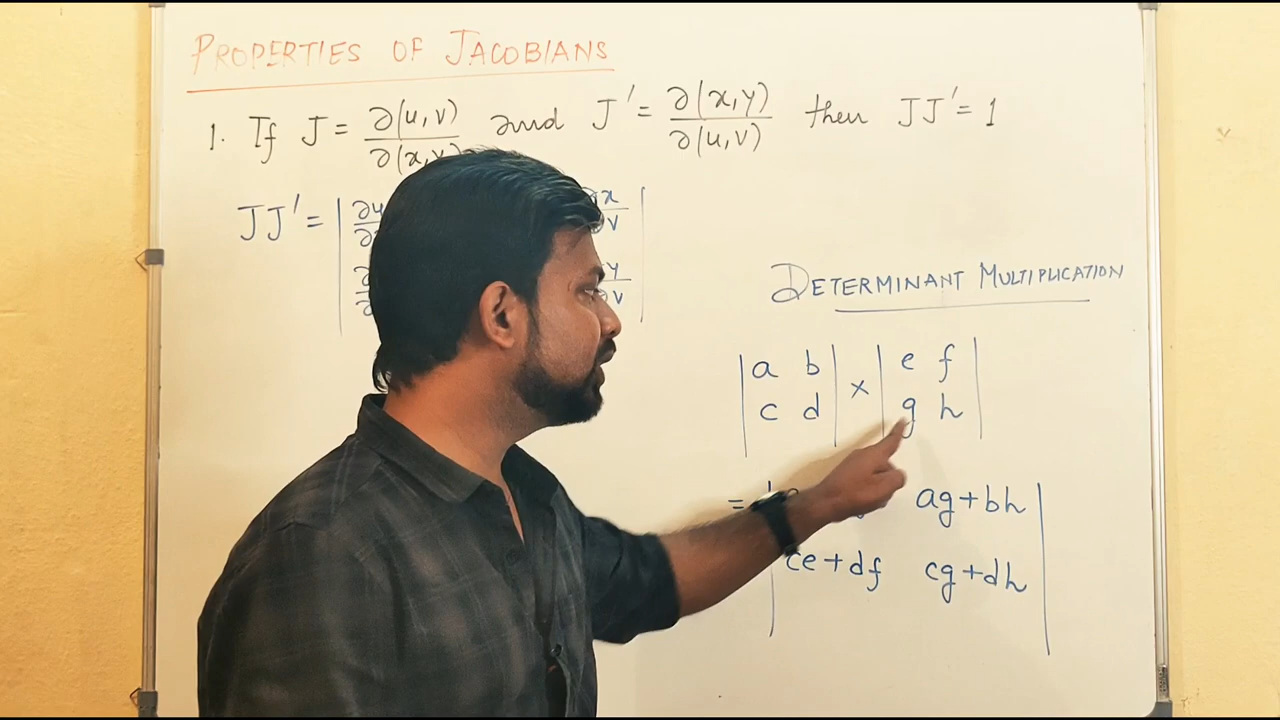 PROPERTIES OF JACOBIANS
1. If J = ∂(u,v)/∂(x,y) and J' = ∂(x,y)/∂(u,v) then JJ' = 1
JJ' = | ∂u ∂x/∂v |
| y/∂v |
DETERMINANT MULTIPLICATION
| a b | × | e f |
| c d | | g h |
= | ag+bh |
| ce+df cg+dh |